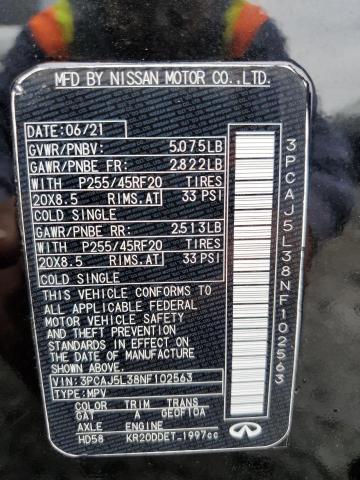 MFD BY NISSAN MOTOR CO., LTD.
DATE: 06/21
GVWR/PNBV: 5,075LB
GAWR/PNBE FR: 2,822LB
WITH P255/45RF20 TIRES
20X8.5 RIMS.AT 33 PSI
COLD SINGLE
GAWR/PNBE RR: 2,513LB
WITH P255/45RF20 TIRES
20X8.5 RIMS.AT 33 PSI
COLD SINGLE
THIS VEHICLE CONFORMS TO
ALL APPLICABLE FEDERAL
MOTOR VEHICLE SAFETY
AND THEFT PREVENTION
STANDARDS IN EFFECT ON
THE DATE OF MANUFACTURE
SHOWN ABOVE.
VIN: 3PCAJ5L38NF102563
TYPE: MPV
COLOR TRIM TRANS
GAT A GE0F10A
AXLE ENGINE
HD58 KR20DDET 1997cc
3PCAJ5L38NF102563